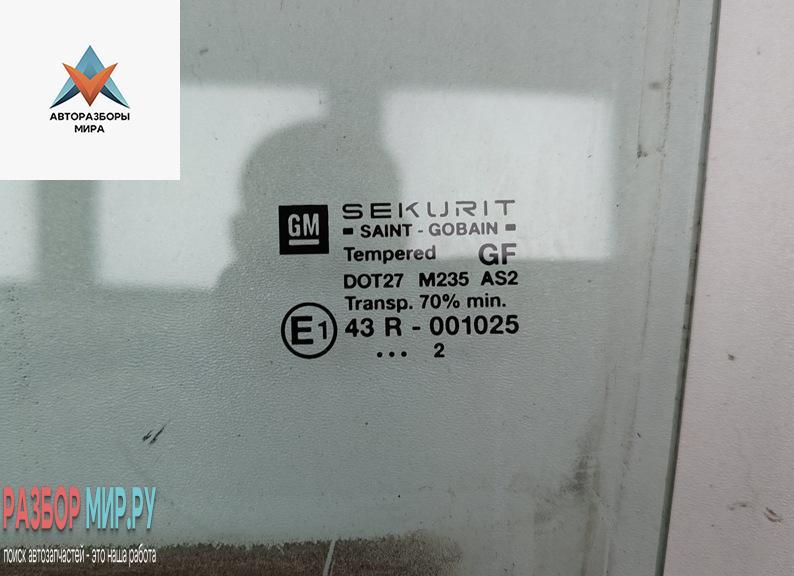 АВТОРАЗБОРЫ
МИРА
GM
SEKURIT
SAINT - GOBAIN
Tempered GF
DOT27 M235 AS2
Transp. 70% min.
E1 43 R - 001025
... 2
РАЗБОР МИР.РУ
поиск автозапчастей - это наша работа